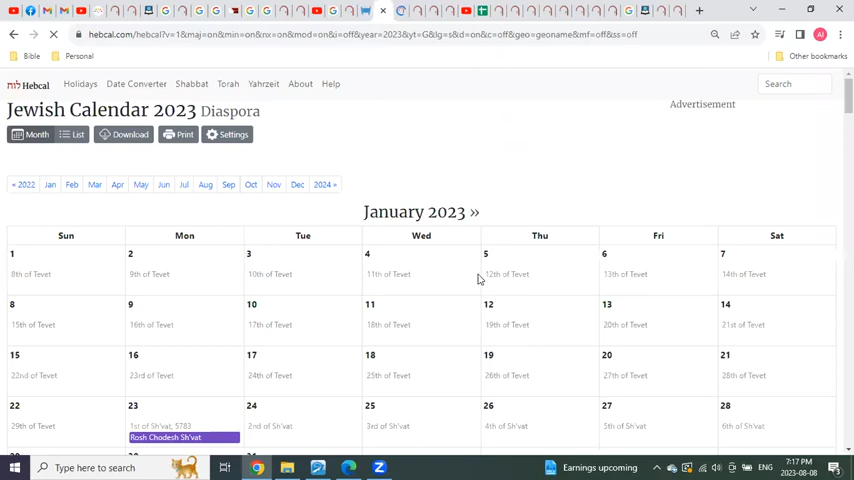 hebcal.com/hebcal?v=1&maj=on&min=on&nx=on&mod=on&i=off&year=2023&yt=G&lg=s&d=on&c=off&geo=geoname&mf=off&ss=off
AI
Bible Personal Other bookmarks
לוח Hebcal Holidays Date Converter Shabbat Torah Yahrzeit About Help Search
Jewish Calendar 2023 Diaspora
Advertisement
Month List Download Print Settings
« 2022 Jan Feb Mar Apr May Jun Jul Aug Sep Oct Nov Dec 2024 »
January 2023 »
Sun Mon Tue Wed Thu Fri Sat
1 2 3 4 5 6 7
8th of Tevet 9th of Tevet 10th of Tevet 11th of Tevet 12th of Tevet 13th of Tevet 14th of Tevet
8 9 10 11 12 13 14
15th of Tevet 16th of Tevet 17th of Tevet 18th of Tevet 19th of Tevet 20th of Tevet 21st of Tevet
15 16 17 18 19 20 21
22nd of Tevet 23rd of Tevet 24th of Tevet 25th of Tevet 26th of Tevet 27th of Tevet 28th of Tevet
22 23 24 25 26 27 28
29th of Tevet 1st of Sh'vat, 5783 2nd of Sh'vat 3rd of Sh'vat 4th of Sh'vat 5th of Sh'vat 6th of Sh'vat
Rosh Chodesh Sh'vat
Type here to search Earnings upcoming ENG 7:17 PM
2023-08-08